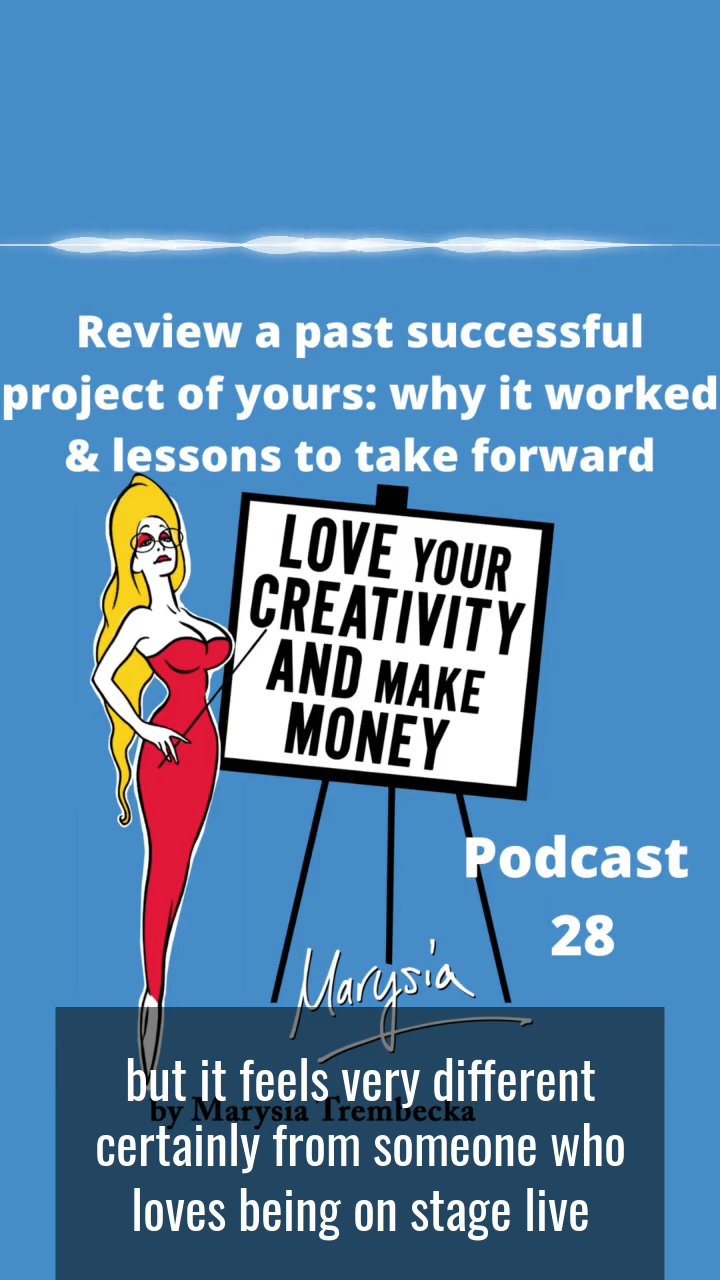 Review a past successful
project of yours: why it worked
& lessons to take forward
LOVE YOUR
CREATIVITY
AND MAKE
MONEY
Podcast
28
Marysia
by Marysia Trembecka
but it feels very different
certainly from someone who
loves being on stage live